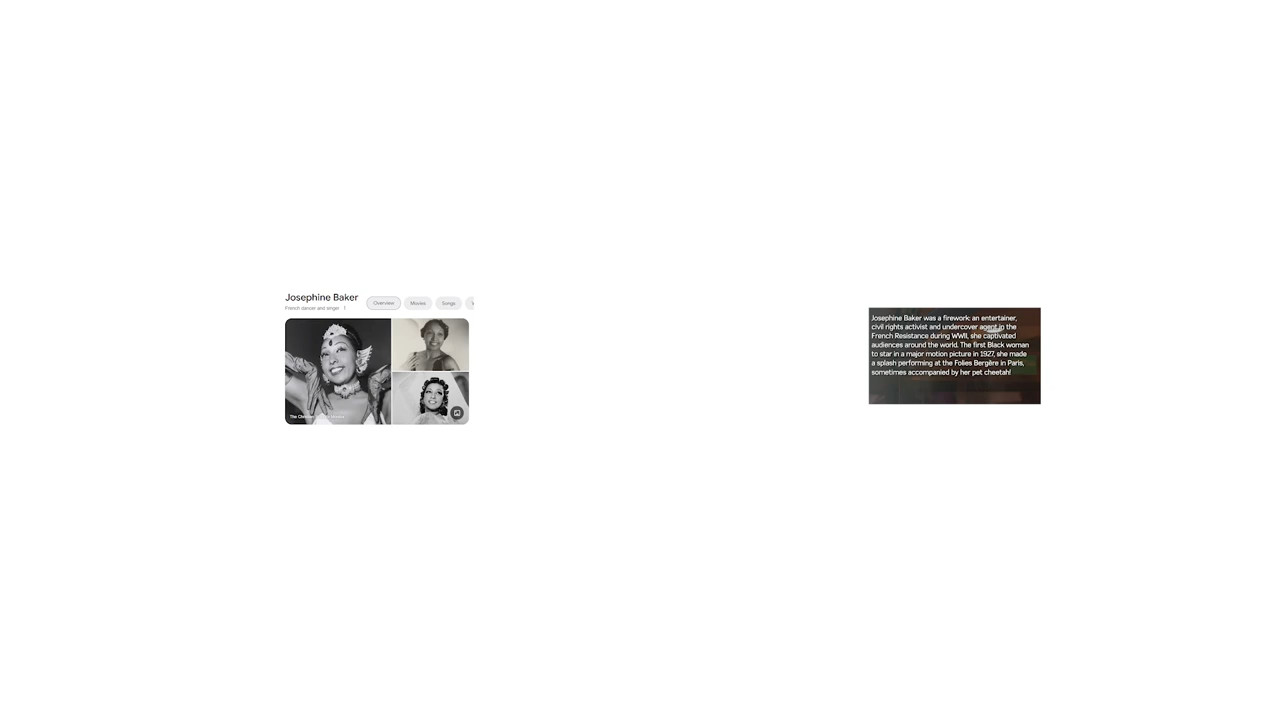 Josephine Baker
French dancer and singer
Overview
Movies
Songs
Josephine Baker was a firework: an entertainer,
civil rights activist and undercover agent in the
French Resistance during WWII, she captivated
audiences around the world. The first Black woman
to star in a major motion picture in 1927, she made
a splash performing at the Folies Bergère in Paris,
sometimes accompanied by her pet cheetah!